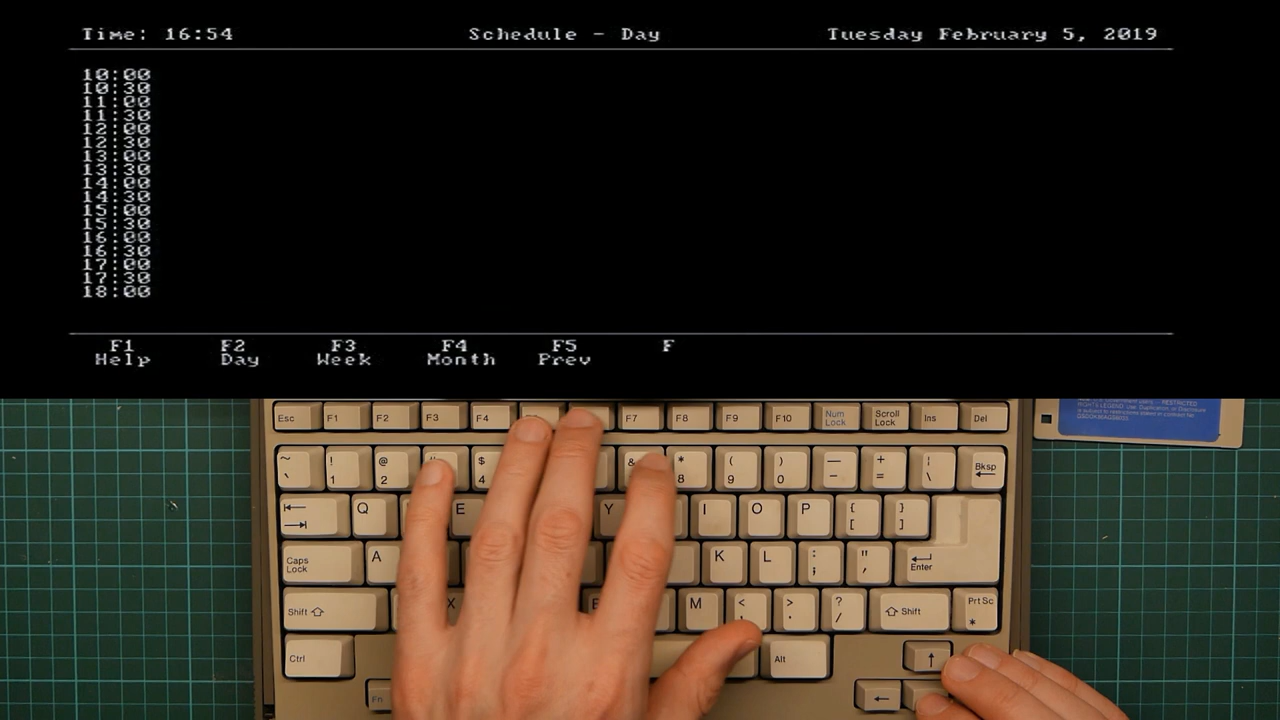 Time: 16:54 Schedule - Day Tuesday February 5, 2019
10:00
10:30
11:00
11:30
12:00
12:30
13:00
13:30
14:00
14:30
15:00
15:30
16:00
16:30
17:00
17:30
18:00
F1 F2 F3 F4 F5 F
Help Day Week Month Prev
Esc F1 F2 F3 F4 F7 F8 F9 F10 Num Lock Scroll Lock Ins Del
~ ! @ $ & * ( ) — + |
` 1 2 4 8 9 0 - = \ Bksp
Q E Y I O P { [ } ]
Caps Lock A K L : ; " ' Enter
Shift X M < , > . ? / Shift Prt Sc *
Ctrl Alt
Fn